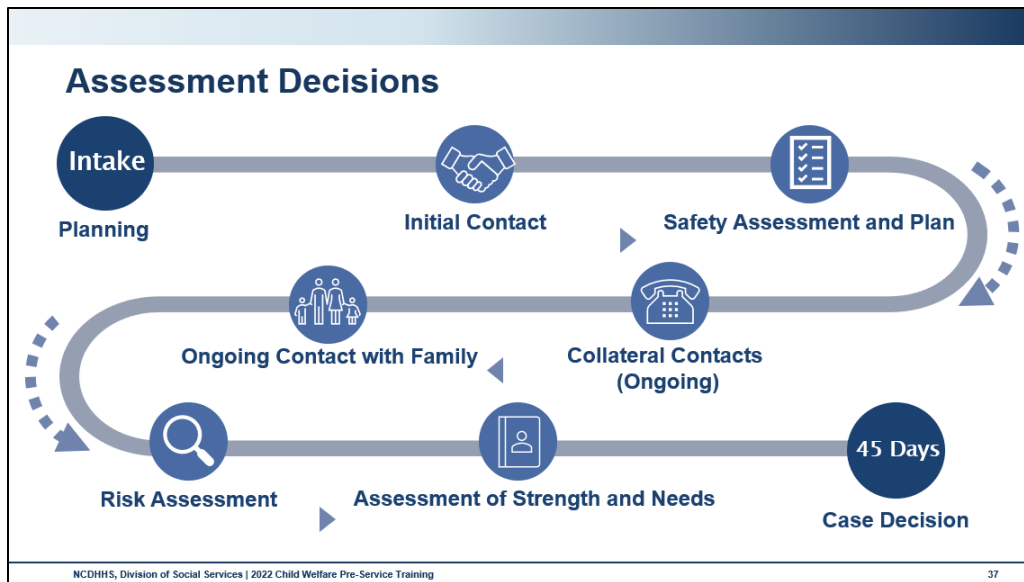 Assessment Decisions
Intake
Planning
Initial Contact
Safety Assessment and Plan
Ongoing Contact with Family
Collateral Contacts
(Ongoing)
Risk Assessment
Assessment of Strength and Needs
45 Days
Case Decision
NCDHHS, Division of Social Services | 2022 Child Welfare Pre-Service Training
37